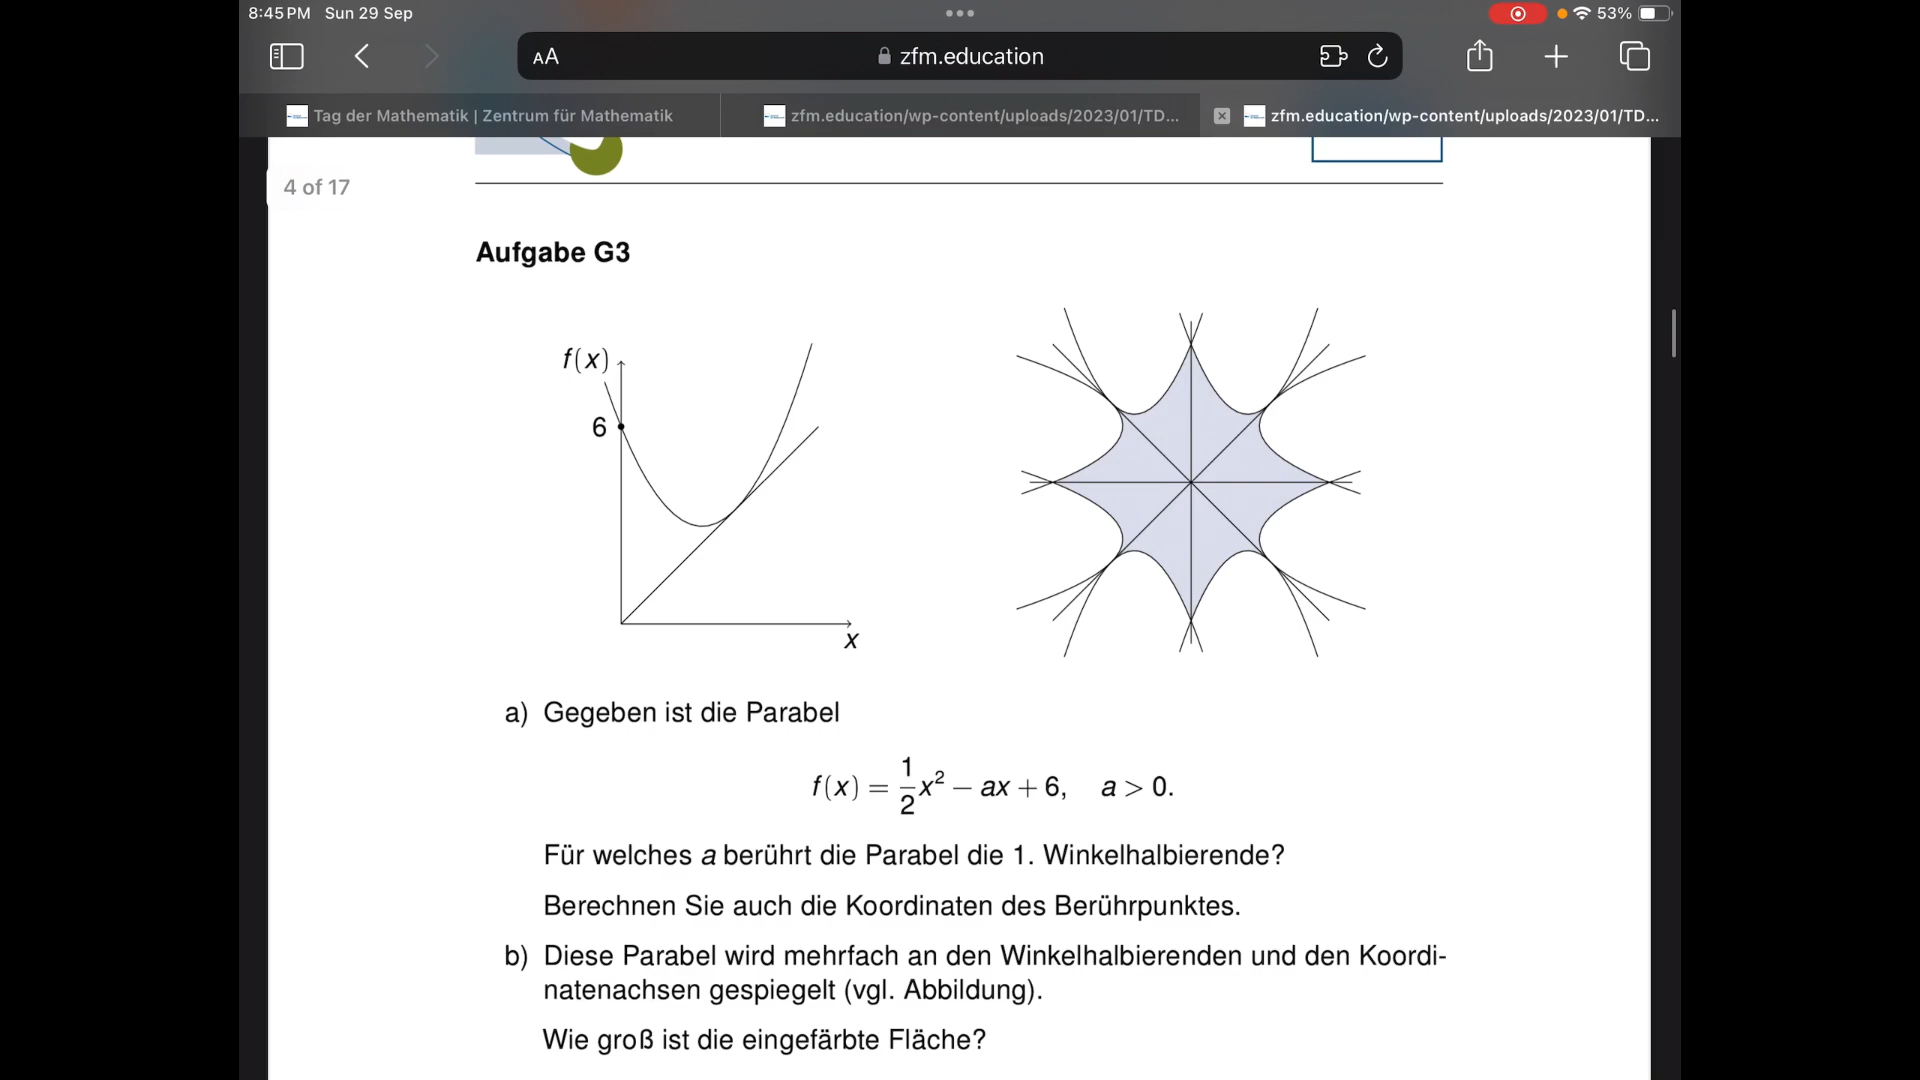 8:45 PM Sun 29 Sep
53%
AA
zfm.education
Tag der Mathematik | Zentrum für Mathematik
zfm.education/wp-content/uploads/2023/01/TD...
zfm.education/wp-content/uploads/2023/01/TD...
4 of 17
Aufgabe G3
f(x)
6
x
a) Gegeben ist die Parabel
f(x) = 1/2 x² − ax + 6, a > 0.
Für welches a berührt die Parabel die 1. Winkelhalbierende?
Berechnen Sie auch die Koordinaten des Berührpunktes.
b) Diese Parabel wird mehrfach an den Winkelhalbierenden und den Koordi-
natenachsen gespiegelt (vgl. Abbildung).
Wie groß ist die eingefärbte Fläche?